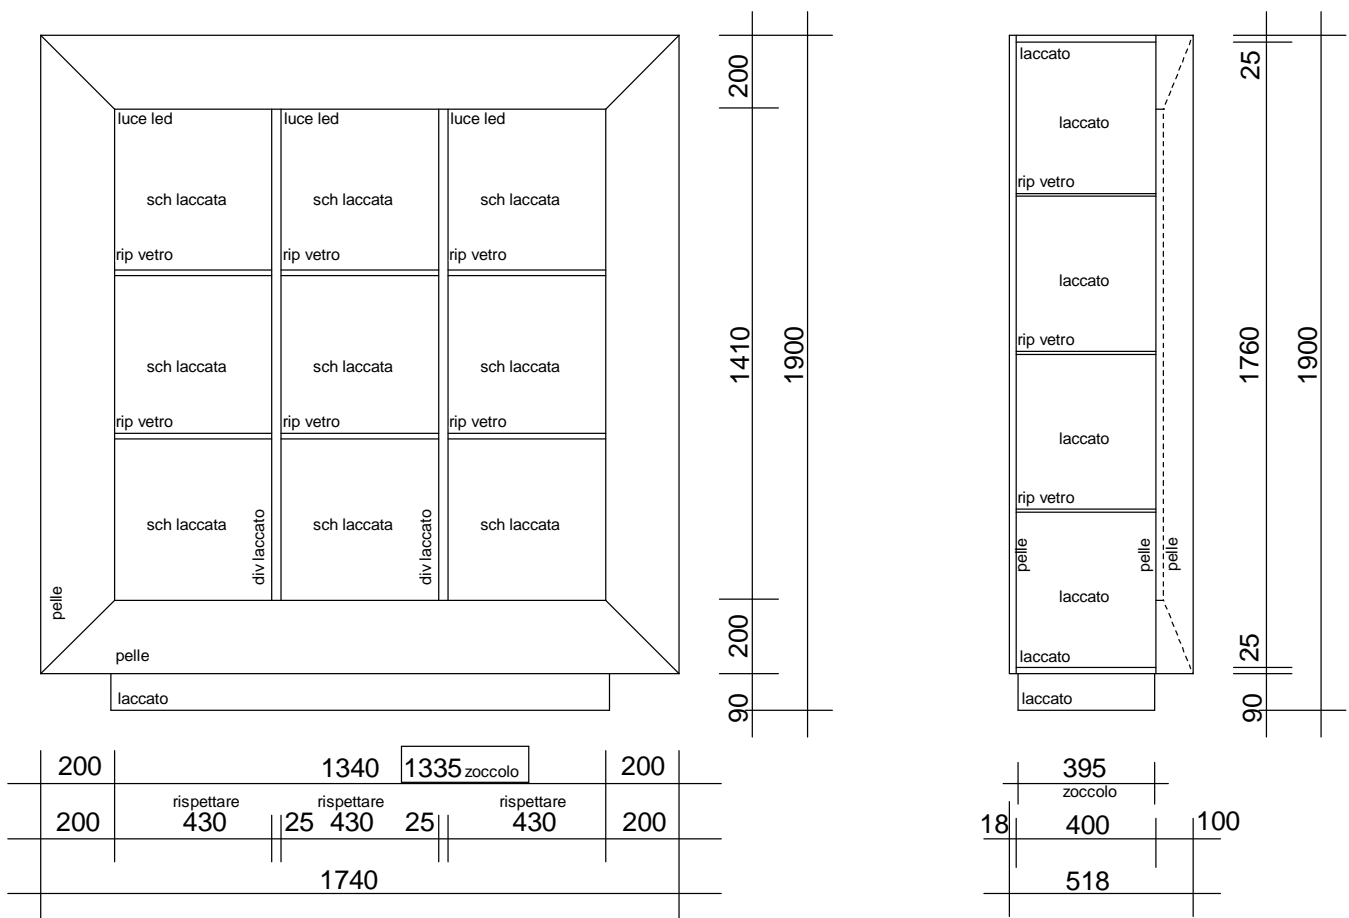 luce led luce led luce led
sch laccata sch laccata sch laccata
rip vetro rip vetro rip vetro
sch laccata sch laccata sch laccata
rip vetro rip vetro rip vetro
sch laccata sch laccata sch laccata
div laccato div laccato
pelle
pelle
laccato
200
1410
1900
200
90
200 1340 1335 zoccolo 200
rispettare rispettare rispettare
200 430 25 430 25 430 200
1740
laccato
laccato
rip vetro
laccato
rip vetro
laccato
rip vetro
pelle pelle pelle
laccato
laccato
laccato
25
1760
1900
25
90
395
zoccolo
18 400 100
518